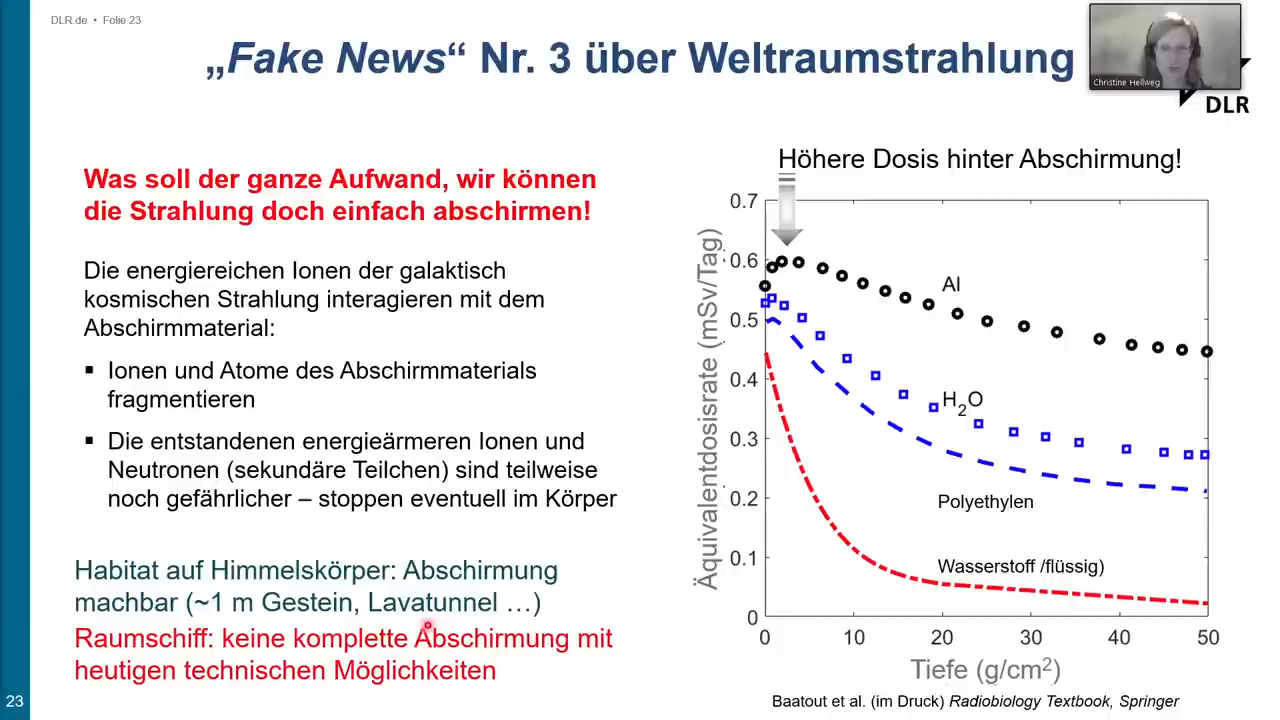 DLR.de • Folie 23
„Fake News“ Nr. 3 über Weltraumstrahlung
Christine Hellweg
DLR
Was soll der ganze Aufwand, wir können
die Strahlung doch einfach abschirmen!
Die energiereichen Ionen der galaktisch
kosmischen Strahlung interagieren mit dem
Abschirmmaterial:
▪ Ionen und Atome des Abschirmmaterials
fragmentieren
▪ Die entstandenen energieärmeren Ionen und
Neutronen (sekundäre Teilchen) sind teilweise
noch gefährlicher – stoppen eventuell im Körper
Habitat auf Himmelskörper: Abschirmung
machbar (~1 m Gestein, Lavatunnel …)
Raumschiff: keine komplette Abschirmung mit
heutigen technischen Möglichkeiten
23
Höhere Dosis hinter Abschirmung!
Äquivalentdosisrate (mSv/Tag)
0.7
0.6
0.5
0.4
0.3
0.2
0.1
0
Al
H2O
Polyethylen
Wasserstoff /flüssig)
0 10 20 30 40 50
Tiefe (g/cm²)
Baatout et al. (im Druck) Radiobiology Textbook, Springer